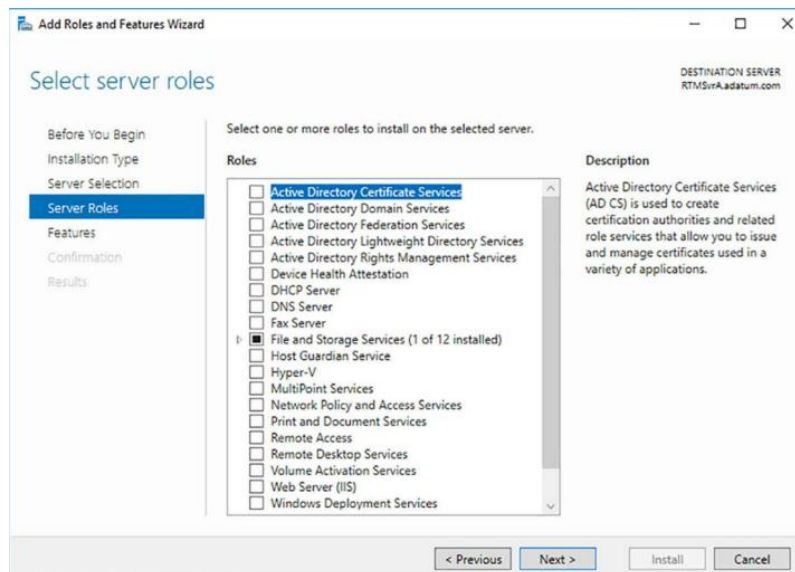 Add Roles and Features Wizard
Select server roles
DESTINATION SERVER
RTMSvrA.adatum.com
Before You Begin
Installation Type
Server Selection
Server Roles
Features
Confirmation
Results
Select one or more roles to install on the selected server.
Roles
Active Directory Certificate Services
Active Directory Domain Services
Active Directory Federation Services
Active Directory Lightweight Directory Services
Active Directory Rights Management Services
Device Health Attestation
DHCP Server
DNS Server
Fax Server
File and Storage Services (1 of 12 installed)
Host Guardian Service
Hyper-V
MultiPoint Services
Network Policy and Access Services
Print and Document Services
Remote Access
Remote Desktop Services
Volume Activation Services
Web Server (IIS)
Windows Deployment Services
Description
Active Directory Certificate Services
(AD CS) is used to create
certification authorities and related
role services that allow you to issue
and manage certificates used in a
variety of applications.
< Previous
Next >
Install
Cancel